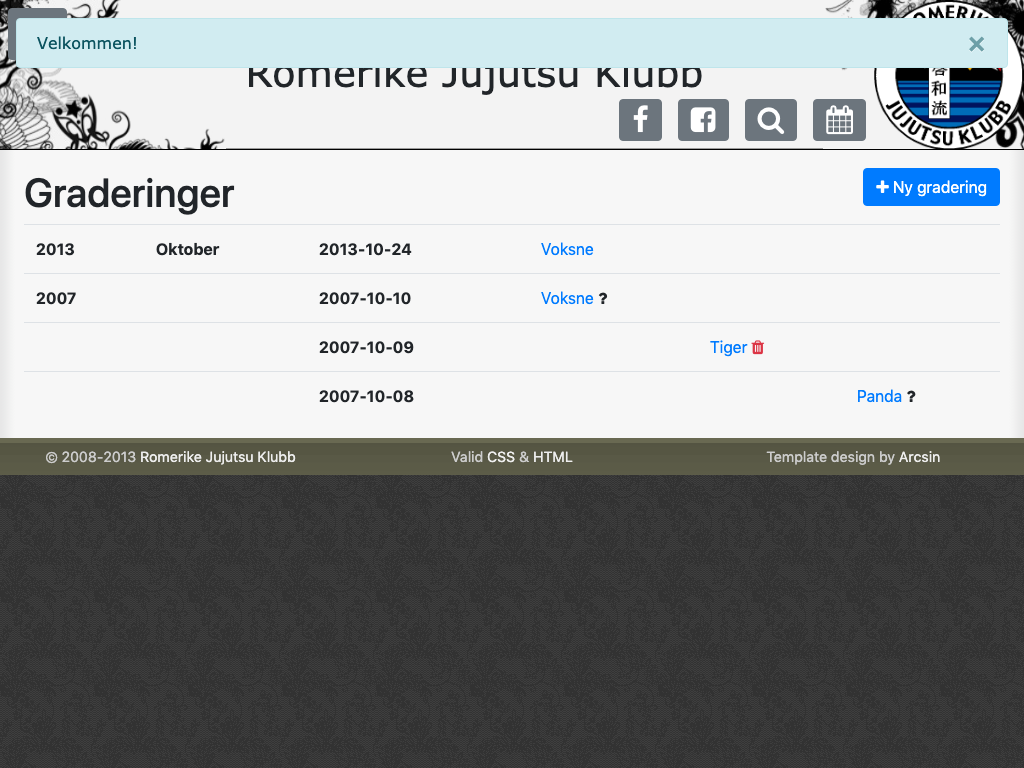 Velkommen! ×
Romerike Jujutsu Klubb
JUJUTSU KLUBB
和
流
Graderinger
Ny gradering
2013 Oktober 2013-10-24 Voksne
2007 2007-10-10 Voksne ?
2007-10-09 Tiger
2007-10-08 Panda ?
© 2008-2013 Romerike Jujutsu Klubb Valid CSS & HTML Template design by Arcsin